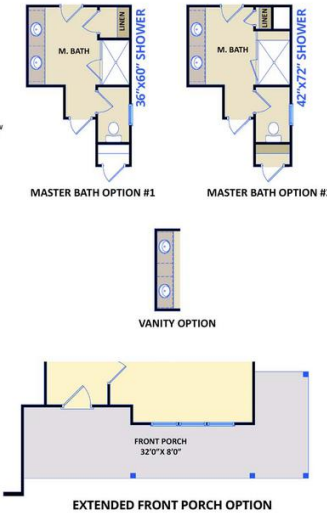 LINEN
M. BATH
36"x60" SHOWER
MASTER BATH OPTION #1
LINEN
M. BATH
42"x72" SHOWER
MASTER BATH OPTION #
VANITY OPTION
FRONT PORCH
32'0"X 8'0"
EXTENDED FRONT PORCH OPTION